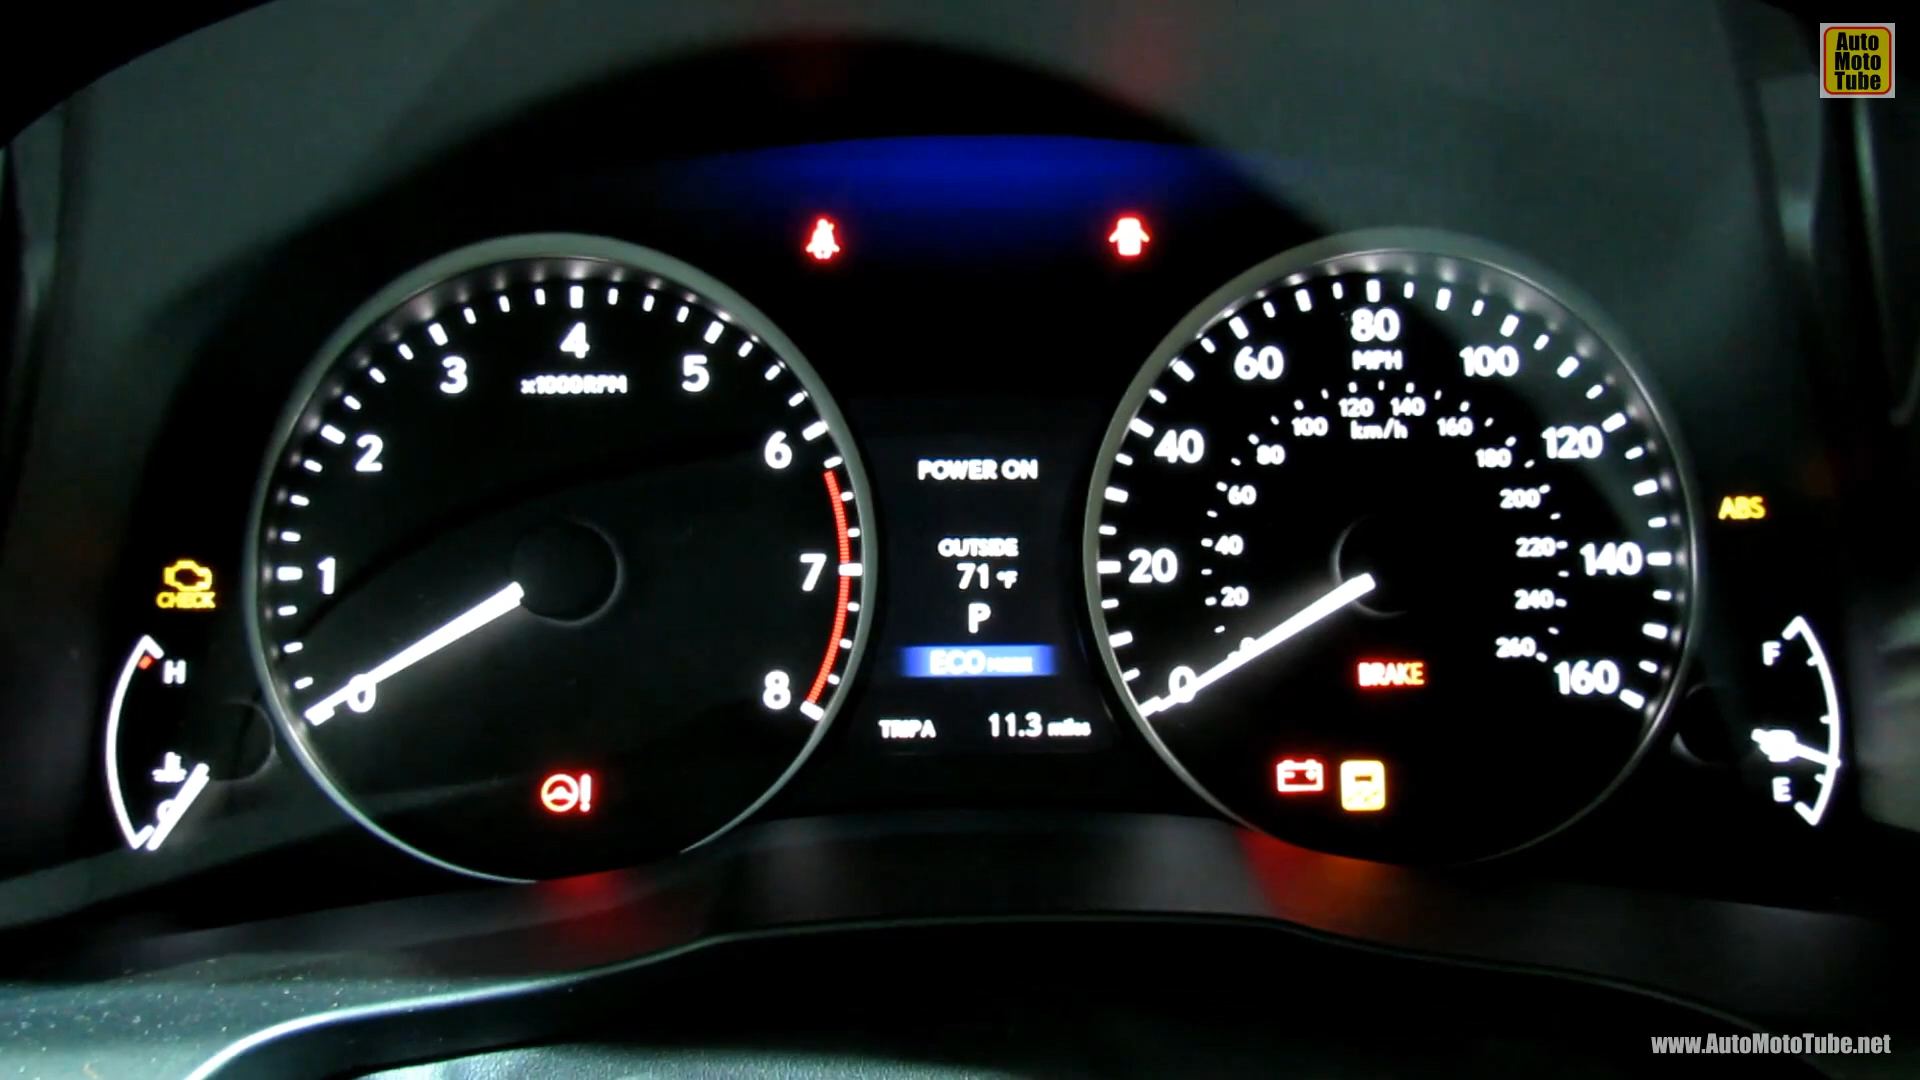 Auto
Moto
Tube
0 1 2 3 4 5 6 7 8
x1000RPM
CHECK
H
C
POWER ON
OUTSIDE
71°F
P
ECO MODE
TRIP A 11.3 miles
0 20 40 60 80 100 120 140 160
MPH
0 20 40 60 80 100 120 140 160 180 200 220 240 260
km/h
BRAKE
ABS
F
E
www.AutoMotoTube.net